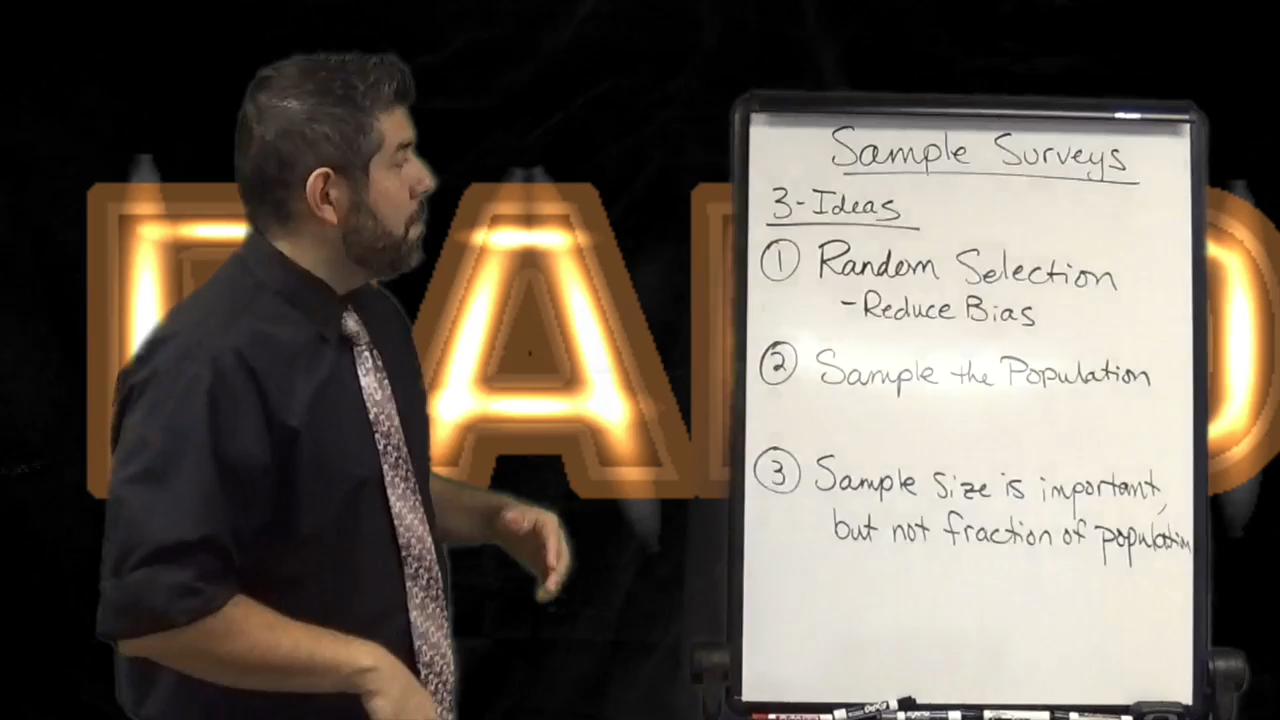 Sample Surveys
3-Ideas
① Random Selection
- Reduce Bias
② Sample the Population
③ Sample size is important,
but not fraction of population